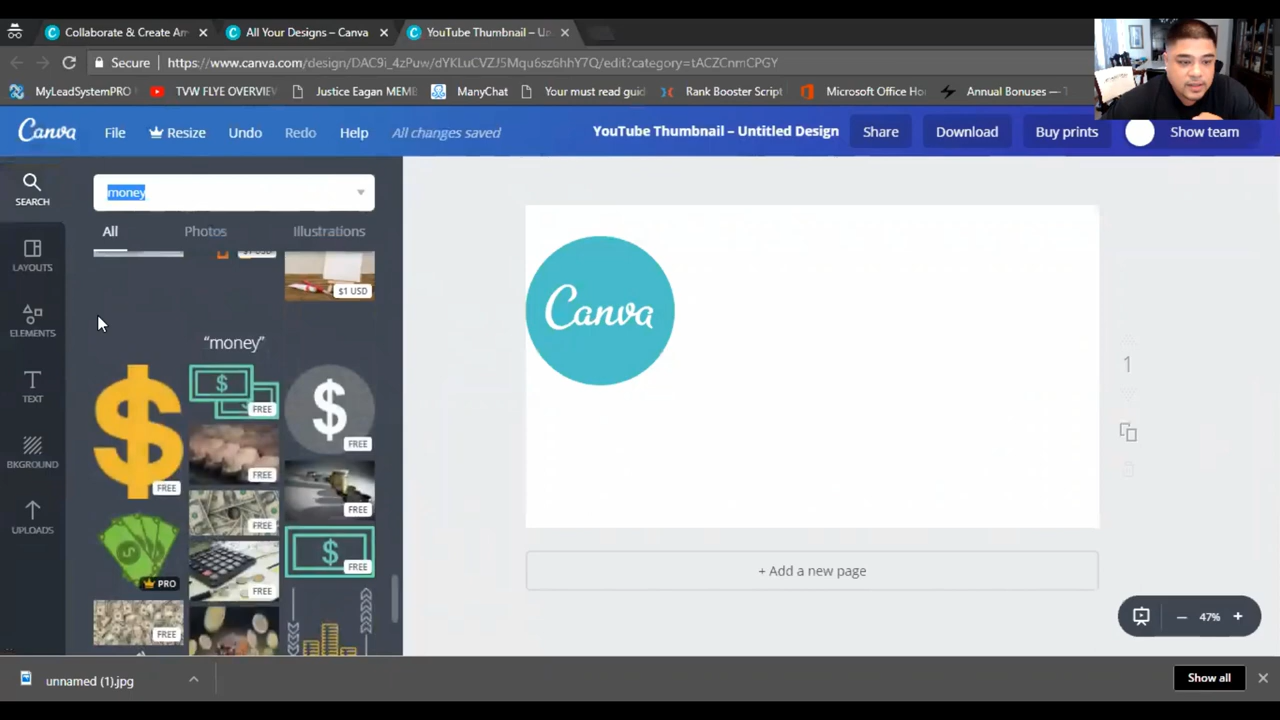 Collaborate & Create Am
All Your Designs – Canva
YouTube Thumbnail – Un
Secure
https://www.canva.com/design/DAC9i_4zPuw/dYKLuCVZJ5Mqu6sz6hhY7Q/edit?category=tACZCnmCPGY
MyLeadSystemPRO
TVW FLYE OVERVIEW
Justice Eagan MEME
ManyChat
Your must read guid
Rank Booster Script
Microsoft Office Ho
Annual Bonuses — T
Canva
File
Resize
Undo
Redo
Help
All changes saved
YouTube Thumbnail – Untitled Design
Share
Download
Buy prints
Show team
SEARCH
LAYOUTS
ELEMENTS
TEXT
BKGROUND
UPLOADS
money
All
Photos
Illustrations
$1 USD
$1 USD
“money”
$
$
FREE
$
FREE
FREE
FREE
FREE
FREE
$
FREE
FREE
PRO
FREE
Canva
1
+ Add a new page
47%
unnamed (1).jpg
Show all